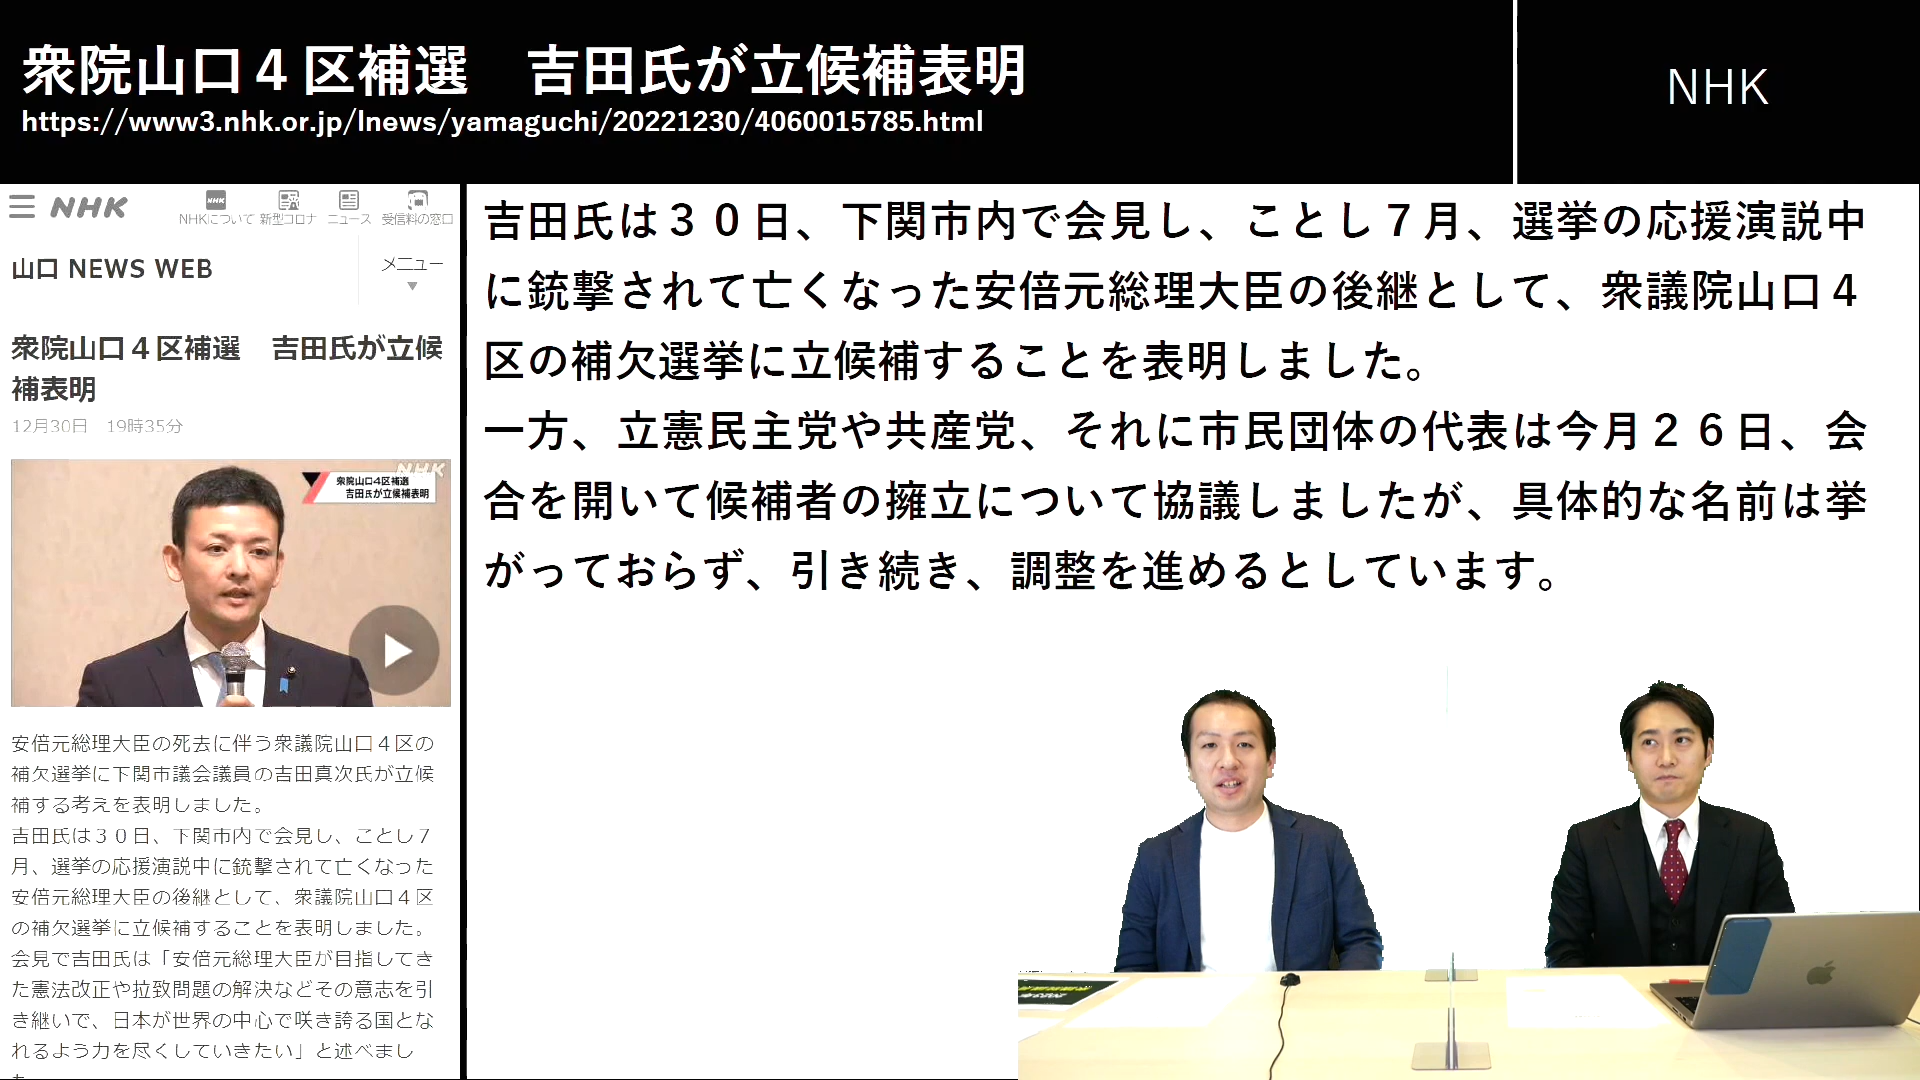 衆院山口４区補選　吉田氏が立候補表明
https://www3.nhk.or.jp/lnews/yamaguchi/20221230/4060015785.html
NHK
NHK
NHK
NHKについて 新型コロナ ニュース 受信料の窓口
山口 NEWS WEB
メニュー
▼
衆院山口４区補選　吉田氏が立候
補表明
12月30日　19時35分
NHK
衆院山口4区補選
吉田氏が立候補表明
安倍元総理大臣の死去に伴う衆議院山口４区の
補欠選挙に下関市議会議員の吉田真次氏が立候
補する考えを表明しました。
吉田氏は３０日、下関市内で会見し、ことし７
月、選挙の応援演説中に銃撃されて亡くなった
安倍元総理大臣の後継として、衆議院山口４区
の補欠選挙に立候補することを表明しました。
会見で吉田氏は「安倍元総理大臣が目指してき
た憲法改正や拉致問題の解決などその意志を引
き継いで、日本が世界の中心で咲き誇る国とな
れるよう力を尽くしていきたい」と述べまし
吉田氏は３０日、下関市内で会見し、ことし７月、選挙の応援演説中
に銃撃されて亡くなった安倍元総理大臣の後継として、衆議院山口４
区の補欠選挙に立候補することを表明しました。
一方、立憲民主党や共産党、それに市民団体の代表は今月２６日、会
合を開いて候補者の擁立について協議しましたが、具体的な名前は挙
がっておらず、引き続き、調整を進めるとしています。